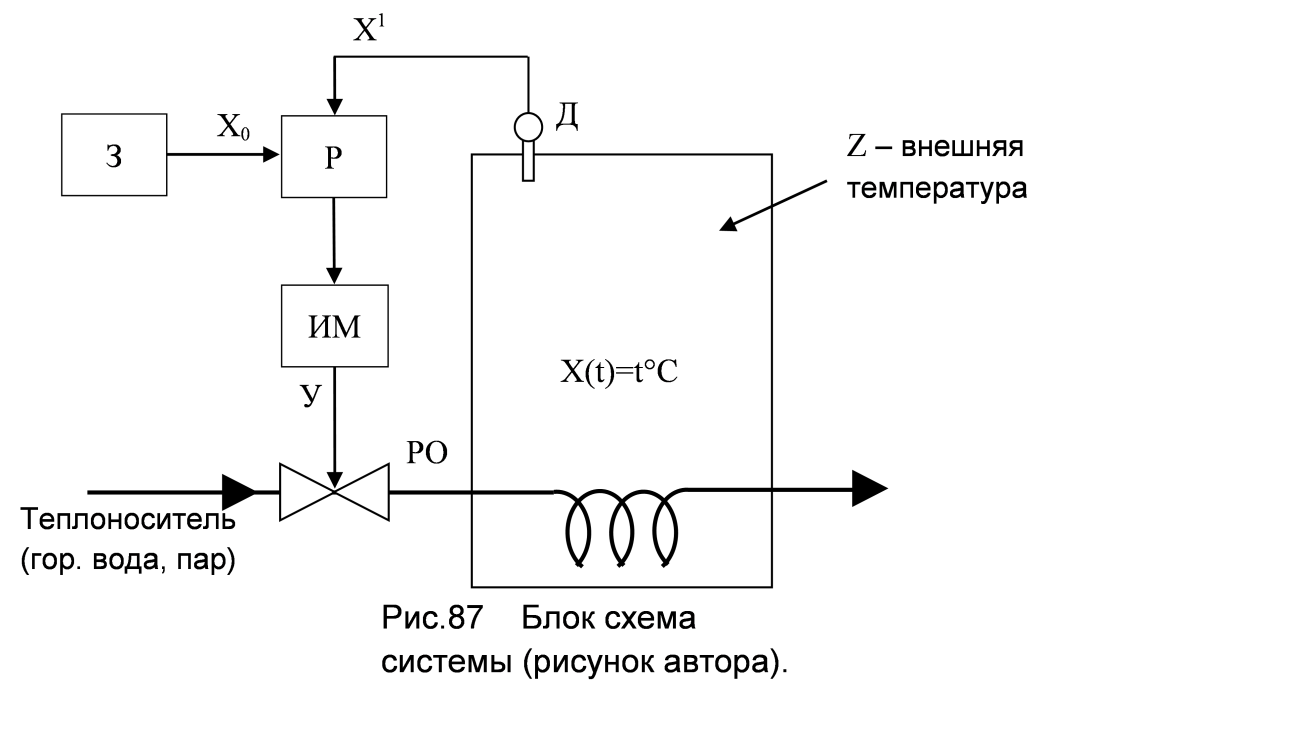 X¹
Д
X₀
З
Р
Z – внешняя
температура
ИМ
X(t)=t°C
У
РО
Теплоноситель
(гор. вода, пар)
Рис.87 Блок схема
системы (рисунок автора).